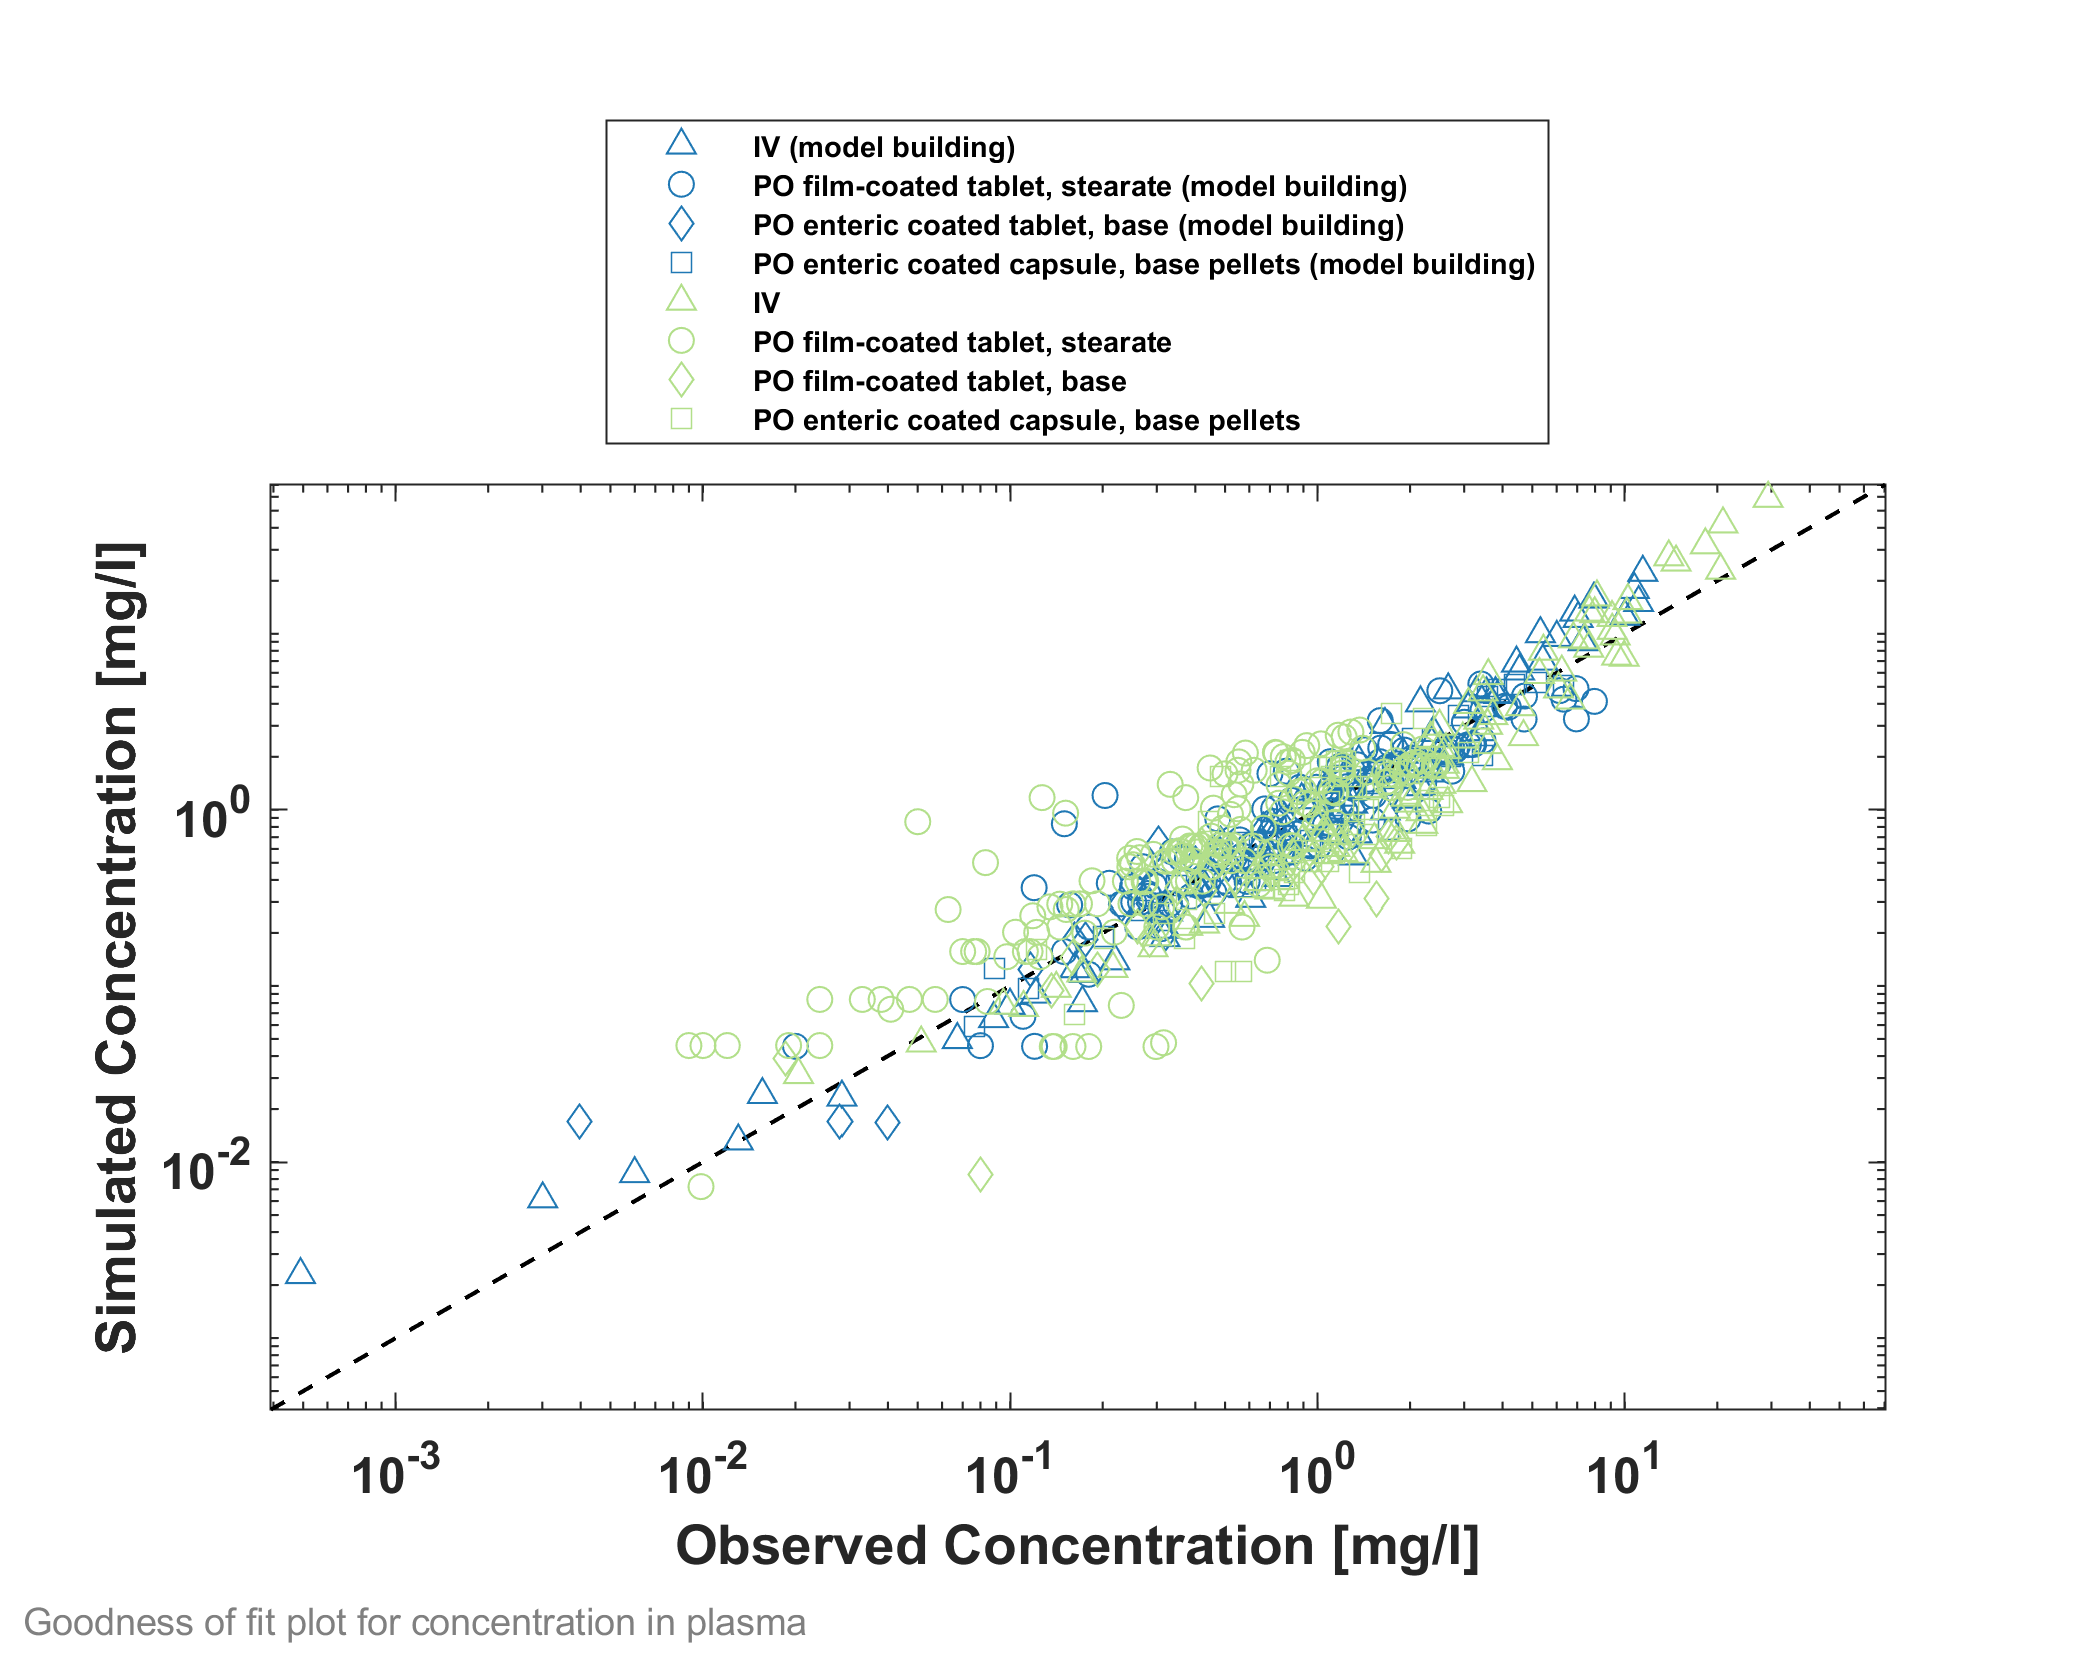 IV (model building)
PO film-coated tablet, stearate (model building)
PO enteric coated tablet, base (model building)
PO enteric coated capsule, base pellets (model building)
IV
PO film-coated tablet, stearate
PO film-coated tablet, base
PO enteric coated capsule, base pellets
Simulated Concentration [mg/l]
10^0
10^-2
10^-3 10^-2 10^-1 10^0 10^1
Observed Concentration [mg/l]
Goodness of fit plot for concentration in plasma